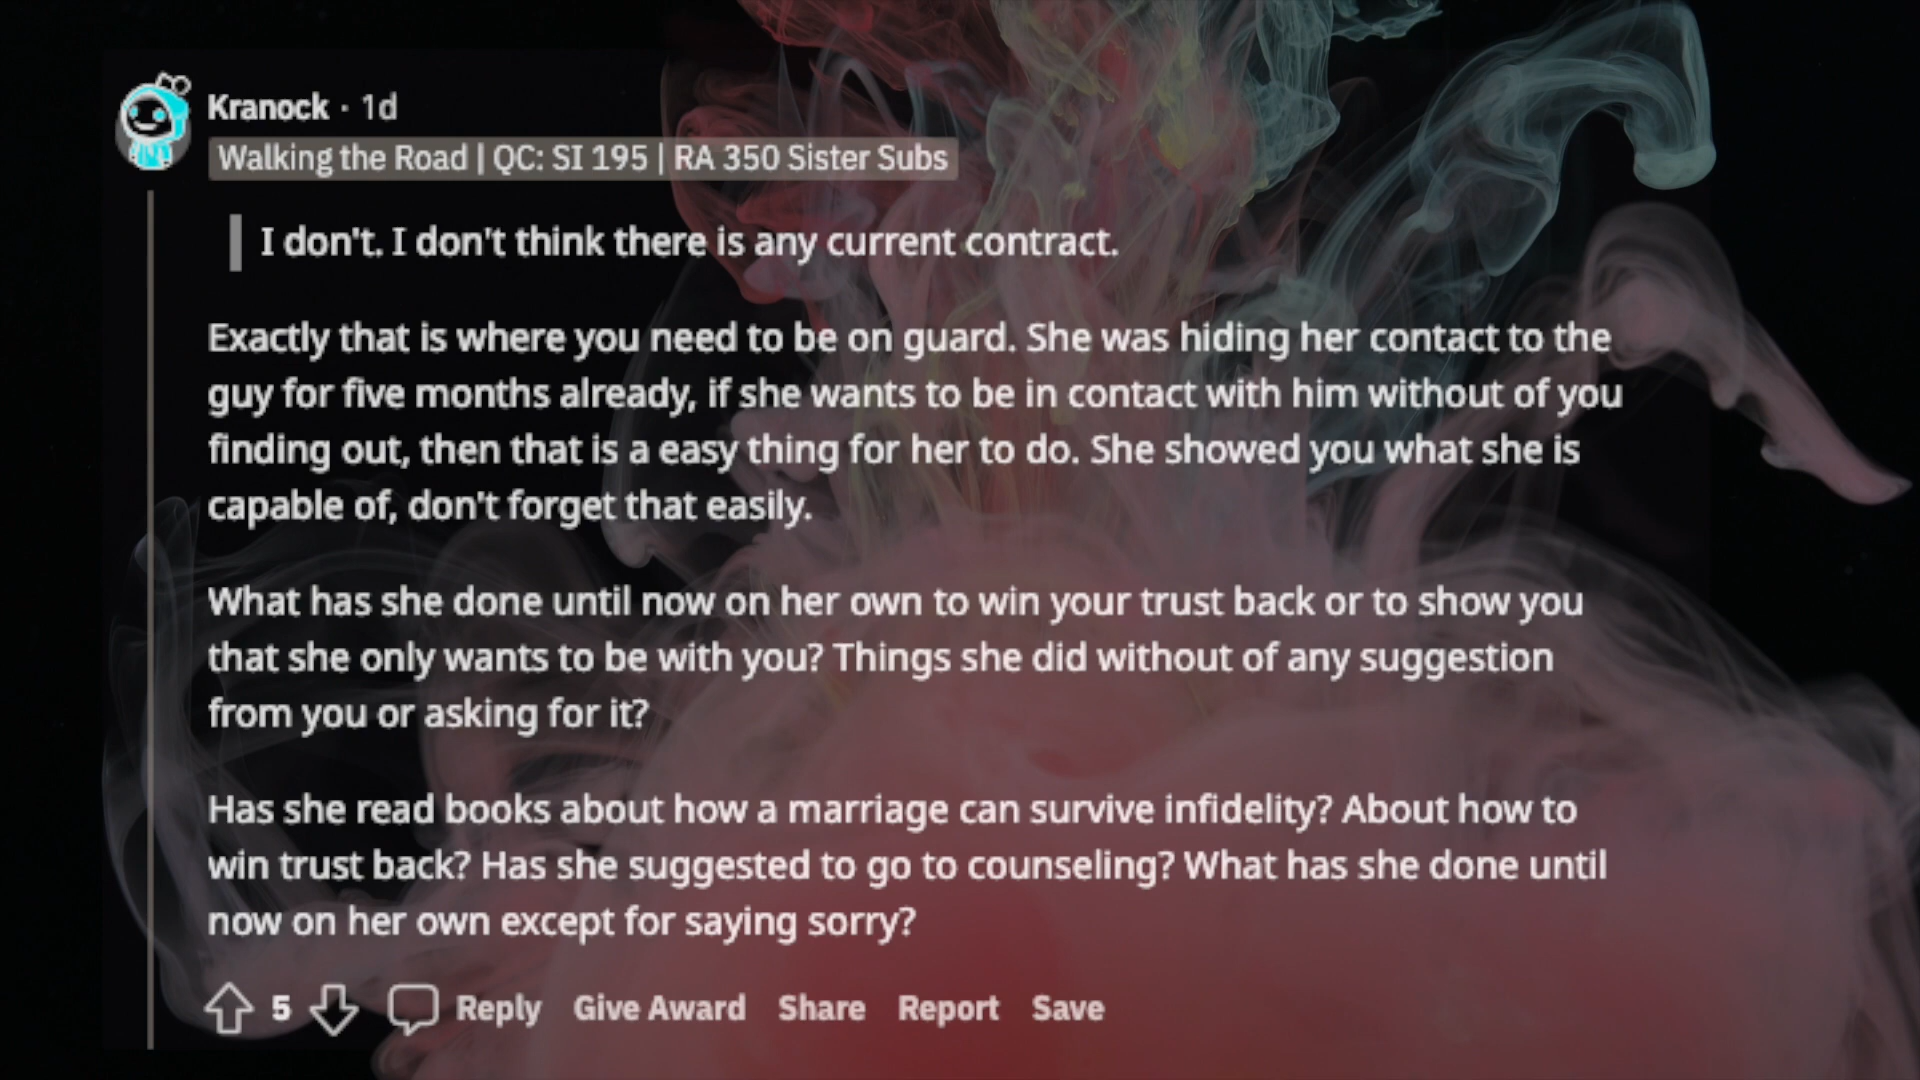 Kranock · 1d
Walking the Road | QC: SI 195 | RA 350 Sister Subs
I don't. I don't think there is any current contract.
Exactly that is where you need to be on guard. She was hiding her contact to the
guy for five months already, if she wants to be in contact with him without of you
finding out, then that is a easy thing for her to do. She showed you what she is
capable of, don't forget that easily.
What has she done until now on her own to win your trust back or to show you
that she only wants to be with you? Things she did without of any suggestion
from you or asking for it?
Has she read books about how a marriage can survive infidelity? About how to
win trust back? Has she suggested to go to counseling? What has she done until
now on her own except for saying sorry?
5 Reply Give Award Share Report Save